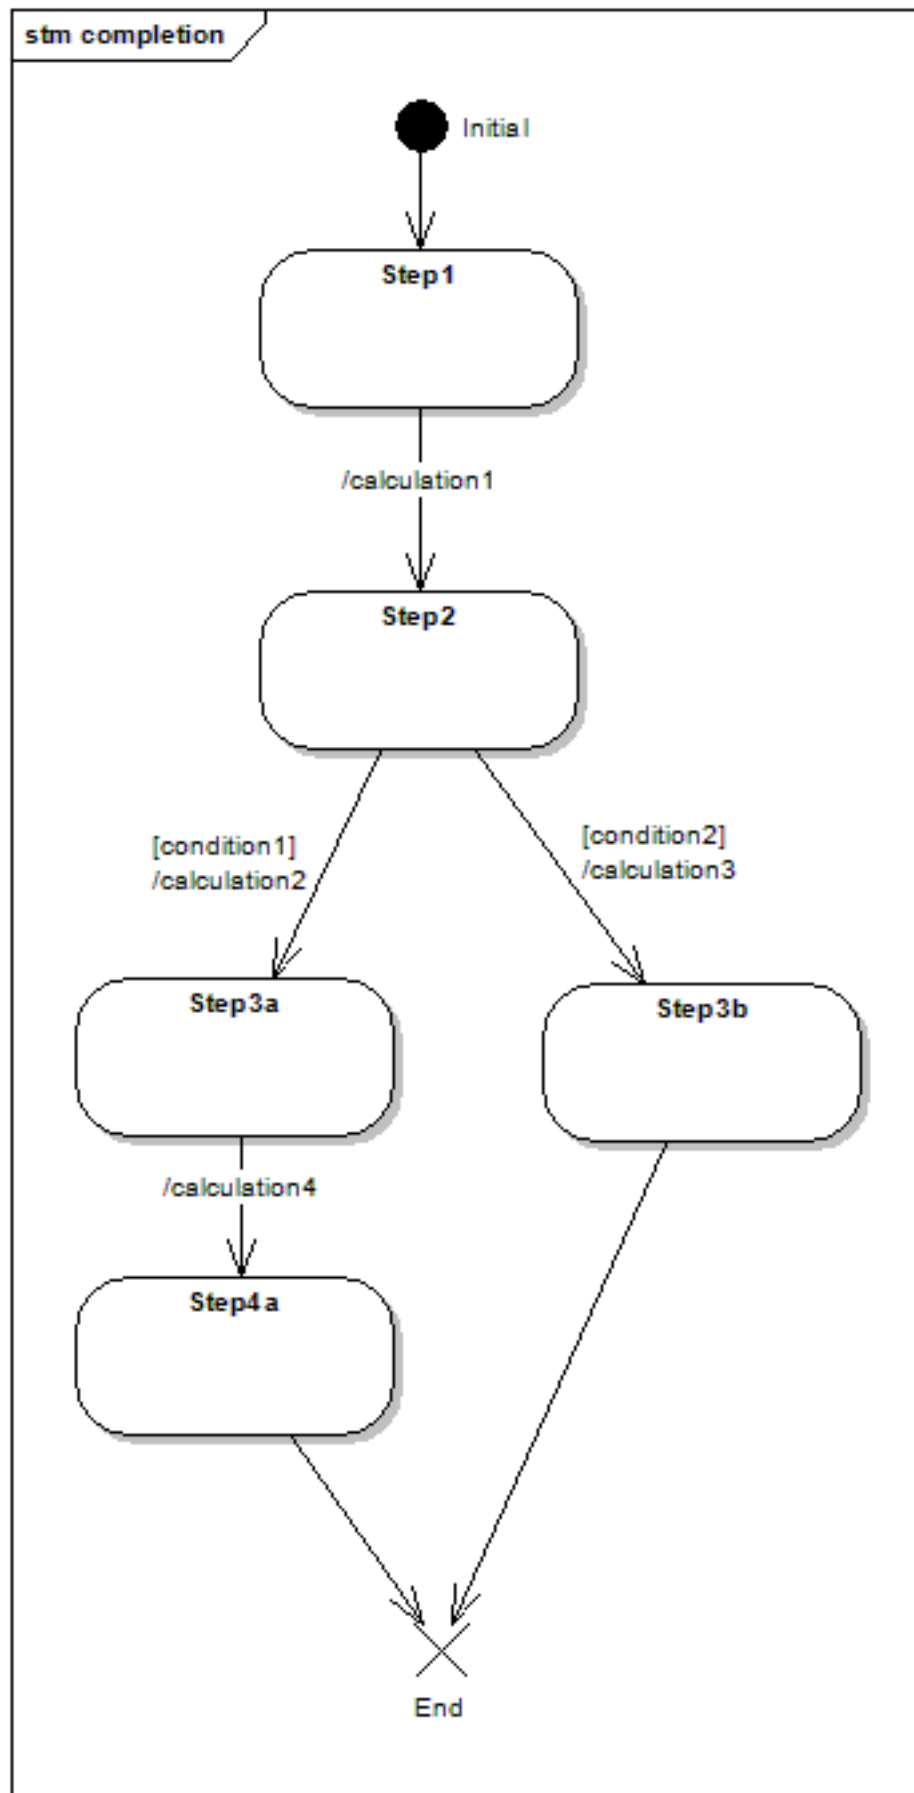 stm completion
Initial
Step1
/calculation1
Step2
[condition1]
/calculation2
[condition2]
/calculation3
Step3a
Step3b
/calculation4
Step4a
End